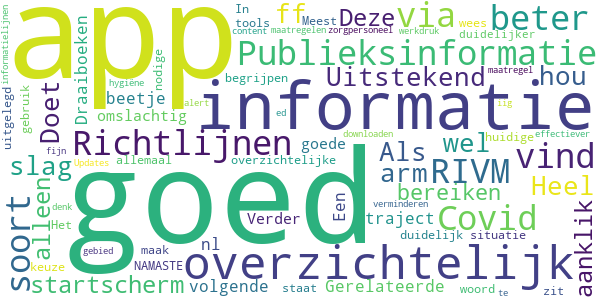 app
goed
informatie
overzichtelijk
Publieksinformatie
Richtlijnen
RIVM
Covid
Uitstekend
startscherm
soort
vind
Heel
beter
via
ff
Deze
Doet
slag
alleen
hou
wel
Als
arm
bereiken
aanklik
Gerelateerde
traject
volgende
nl
Verder
Een
omslachtig
beetje
Draaiboeken
goede
In
tools
Meest
begrijpen
nodige
gebruik
uitgelegd
informatielijnen
hygiëne
alert
content
maatregelen
zorgpersoneel
werkdruk
wees
duidelijker
maatregel
huidige
effectiever
iig
ed
downloaden
overzichtelijke
allemaal
Updates
fijn
Het
denk
keuze
gebied
maak
NAMASTE
staat
duidelijk
situatie
verminderen
woord
te
zit